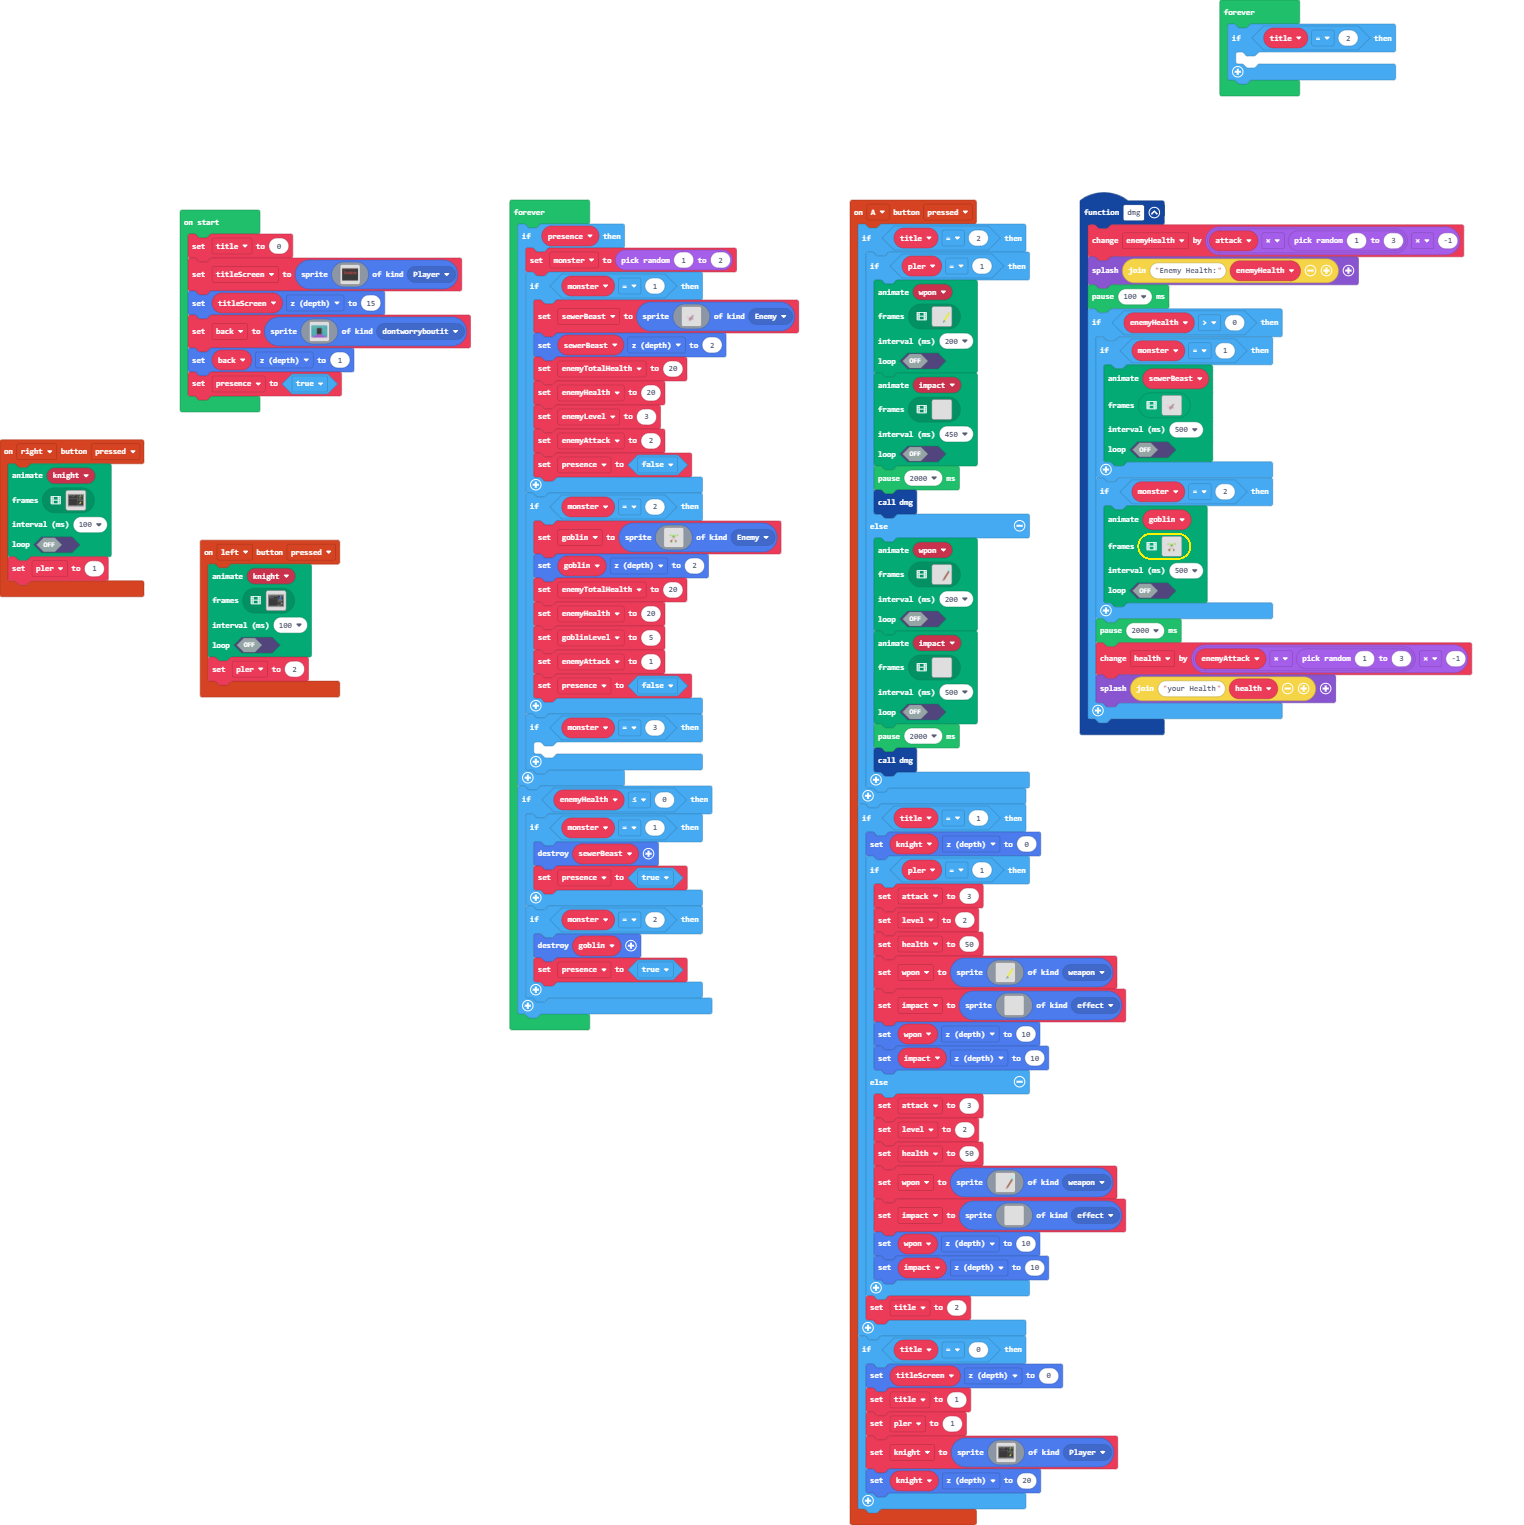 forever
if title = 2 then
on start
set title to 0
set titleScreen to sprite of kind Player
set titleScreen z (depth) to 15
set back to sprite of kind dontworryboutit
set back z (depth) to 1
set presence to true
on right button pressed
animate knight
frames
interval (ms) 100
loop OFF
set pler to 1
on left button pressed
animate knight
frames
interval (ms) 100
loop OFF
set pler to 2
forever
if presence then
set monster to pick random 1 to 2
if monster = 1 then
set sewerBeast to sprite of kind Enemy
set sewerBeast z (depth) to 2
set enemyTotalHealth to 20
set enemyHealth to 20
set enemyLevel to 3
set enemyAttack to 2
set presence to false
if monster = 2 then
set goblin to sprite of kind Enemy
set goblin z (depth) to 2
set enemyTotalHealth to 20
set enemyHealth to 20
set goblinLevel to 5
set enemyAttack to 1
set presence to false
if monster = 3 then
if enemyHealth ≤ 0 then
if monster = 1 then
destroy sewerBeast
set presence to true
if monster = 2 then
destroy goblin
set presence to true
on A button pressed
if title = 2 then
if pler = 1 then
animate wpon
frames
interval (ms) 200
loop OFF
animate impact
frames
interval (ms) 450
loop OFF
pause 2000 ms
call dmg
else
animate wpon
frames
interval (ms) 200
loop OFF
animate impact
frames
interval (ms) 500
loop OFF
pause 2000 ms
call dmg
if title = 1 then
set knight z (depth) to 0
if pler = 1 then
set attack to 3
set level to 2
set health to 50
set wpon to sprite of kind weapon
set impact to sprite of kind effect
set wpon z (depth) to 10
set impact z (depth) to 10
else
set attack to 3
set level to 2
set health to 50
set wpon to sprite of kind weapon
set impact to sprite of kind effect
set wpon z (depth) to 10
set impact z (depth) to 10
set title to 2
if title = 0 then
set titleScreen z (depth) to 0
set title to 1
set pler to 1
set knight to sprite of kind Player
set knight z (depth) to 20
function dmg
change enemyHealth by attack × pick random 1 to 3 × -1
splash join "Enemy Health:" enemyHealth
pause 100 ms
if enemyHealth > 0 then
if monster = 1 then
animate sewerBeast
frames
interval (ms) 500
loop OFF
if monster = 2 then
animate goblin
frames
interval (ms) 500
loop OFF
pause 2000 ms
change health by enemyAttack × pick random 1 to 3 × -1
splash join "your Health" health